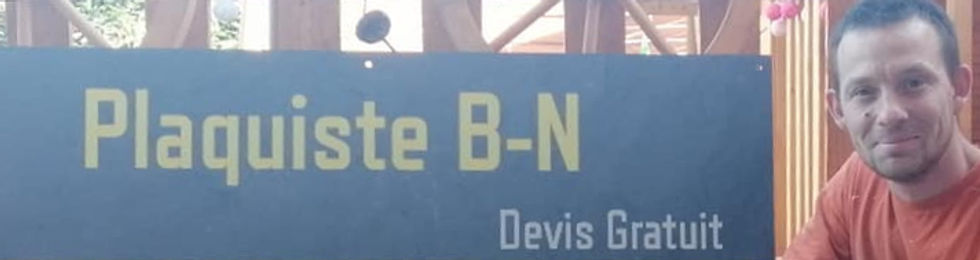 Plaquiste B-N
Devis Gratuit